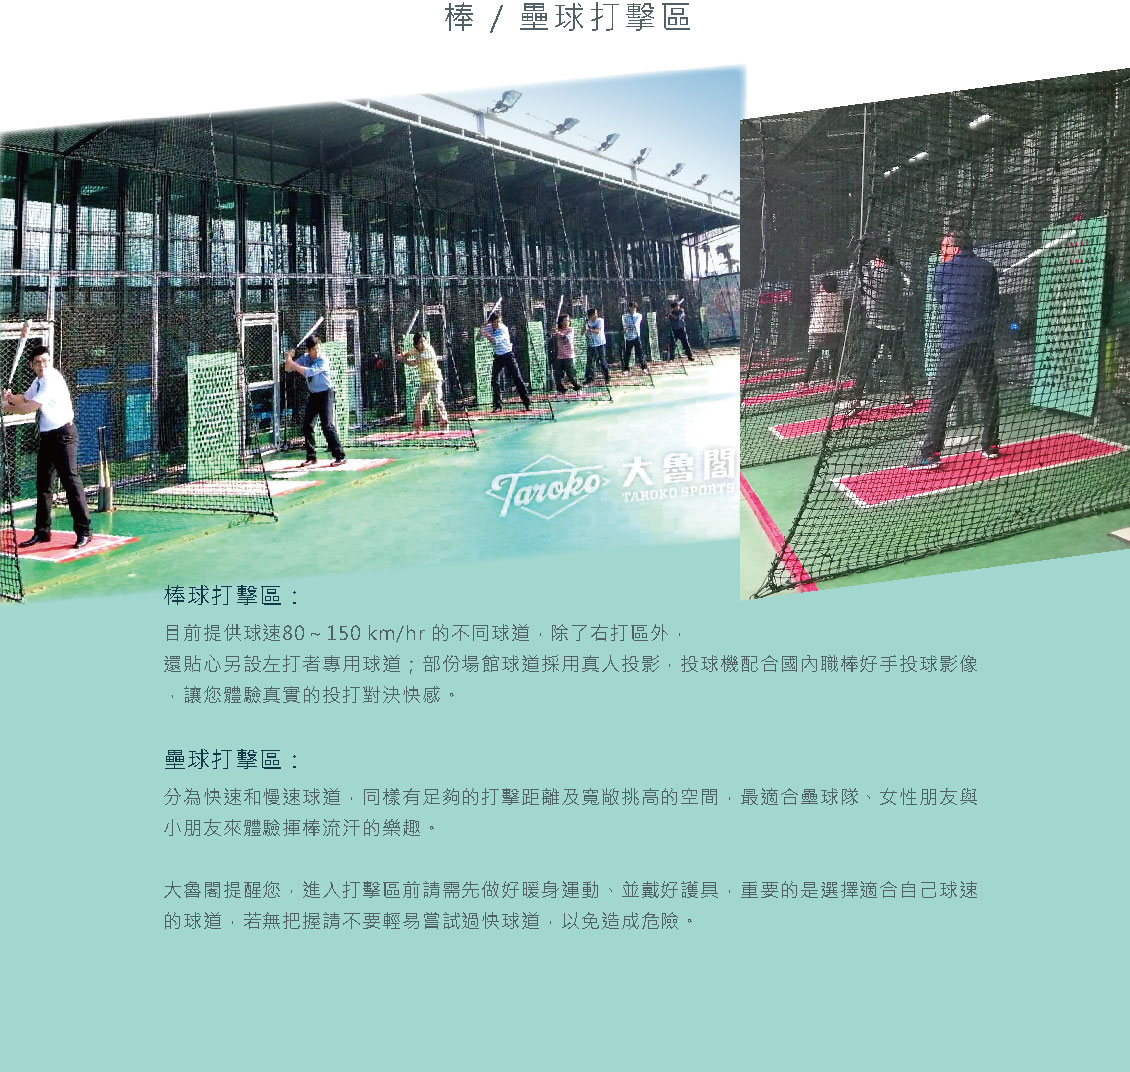 棒 / 壘球打擊區
Taroko 大魯閣
TAROKO SPORTS
棒球打擊區：
目前提供球速80 ~ 150 km/hr 的不同球道，除了右打區外，
還貼心另設左打者專用球道；部份場館球道採用真人投影，投球機配合國內職棒好手投球影像
，讓您體驗真實的投打對決快感。
壘球打擊區：
分為快速和慢速球道，同樣有足夠的打擊距離及寬敞挑高的空間，最適合壘球隊、女性朋友與
小朋友來體驗揮棒流汗的樂趣。
大魯閣提醒您，進入打擊區前請需先做好暖身運動、並戴好護具，重要的是選擇適合自己球速
的球道，若無把握請不要輕易嘗試過快球道，以免造成危險。